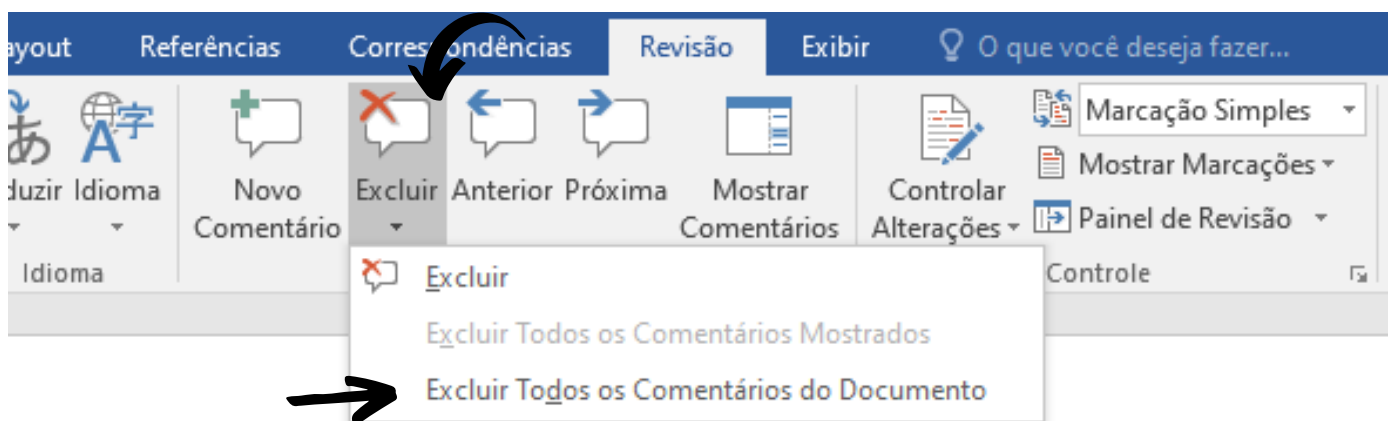 ayout Referências Correspondências Revisão Exibir O que você deseja fazer...
duzir Idioma
Idioma
Novo
Comentário
Excluir Anterior Próxima
Mostrar
Comentários
Controlar
Alterações
Marcação Simples
Mostrar Marcações
Painel de Revisão
Controle
Excluir
Excluir Todos os Comentários Mostrados
Excluir Todos os Comentários do Documento